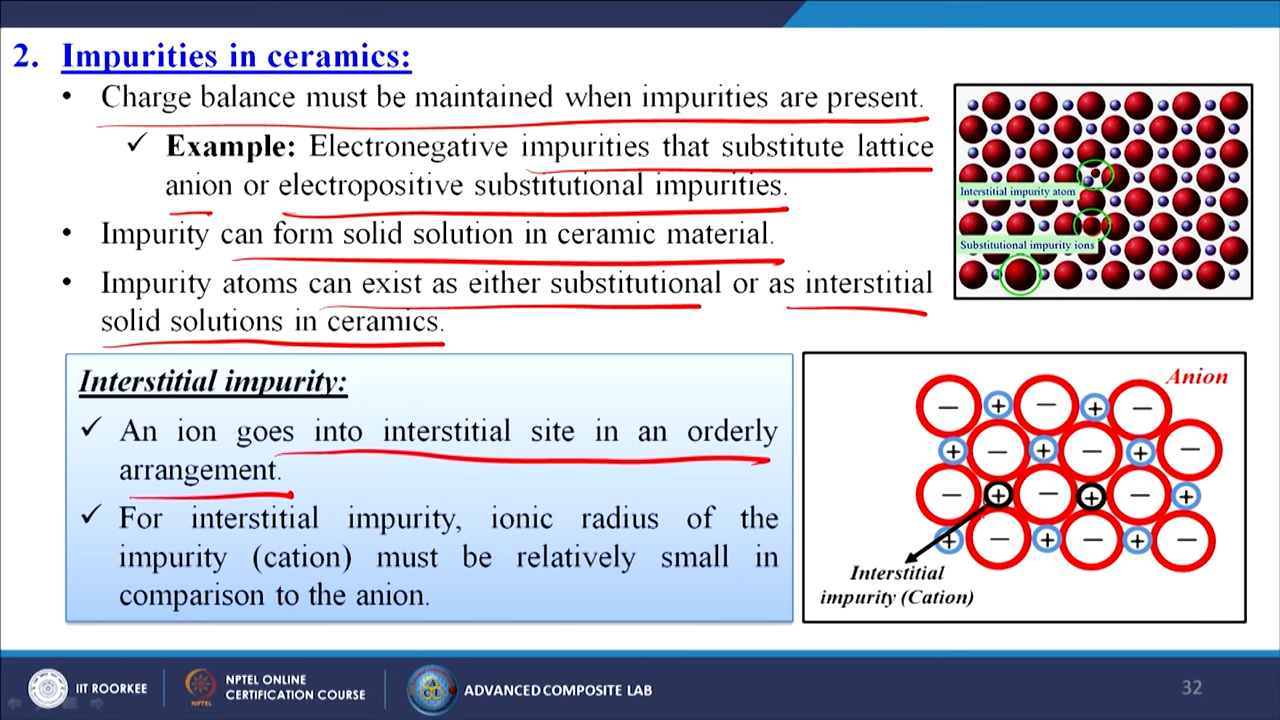 2. Impurities in ceramics:
• Charge balance must be maintained when impurities are present.
✓ Example: Electronegative impurities that substitute lattice
anion or electropositive substitutional impurities.
• Impurity can form solid solution in ceramic material.
• Impurity atoms can exist as either substitutional or as interstitial
solid solutions in ceramics.
Interstitial impurity atom
Substitutional impurity ions
Interstitial impurity:
✓ An ion goes into interstitial site in an orderly
arrangement.
✓ For interstitial impurity, ionic radius of the
impurity (cation) must be relatively small in
comparison to the anion.
Anion
− + − + −
+ − + − + −
− + − + − +
+ − + − + −
Interstitial
impurity (Cation)
IIT ROORKEE
NPTEL
NPTEL ONLINE
CERTIFICATION COURSE
ACL
ADVANCED COMPOSITE LAB
32